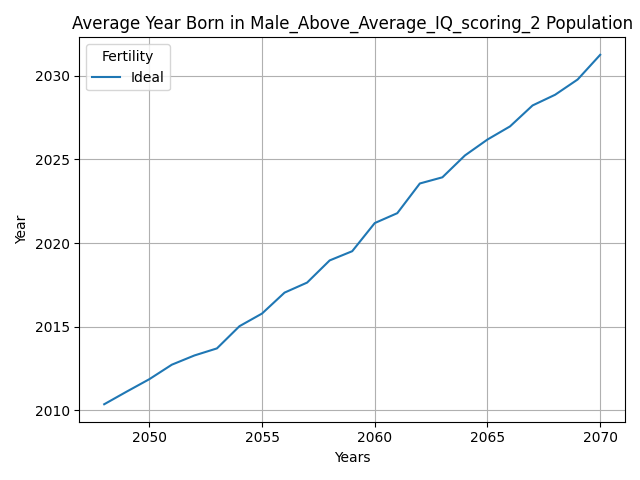 Average Year Born in Male_Above_Average_IQ_scoring_2 Population
Fertility
Ideal
Year
2030
2025
2020
2015
2010
2050 2055 2060 2065 2070
Years